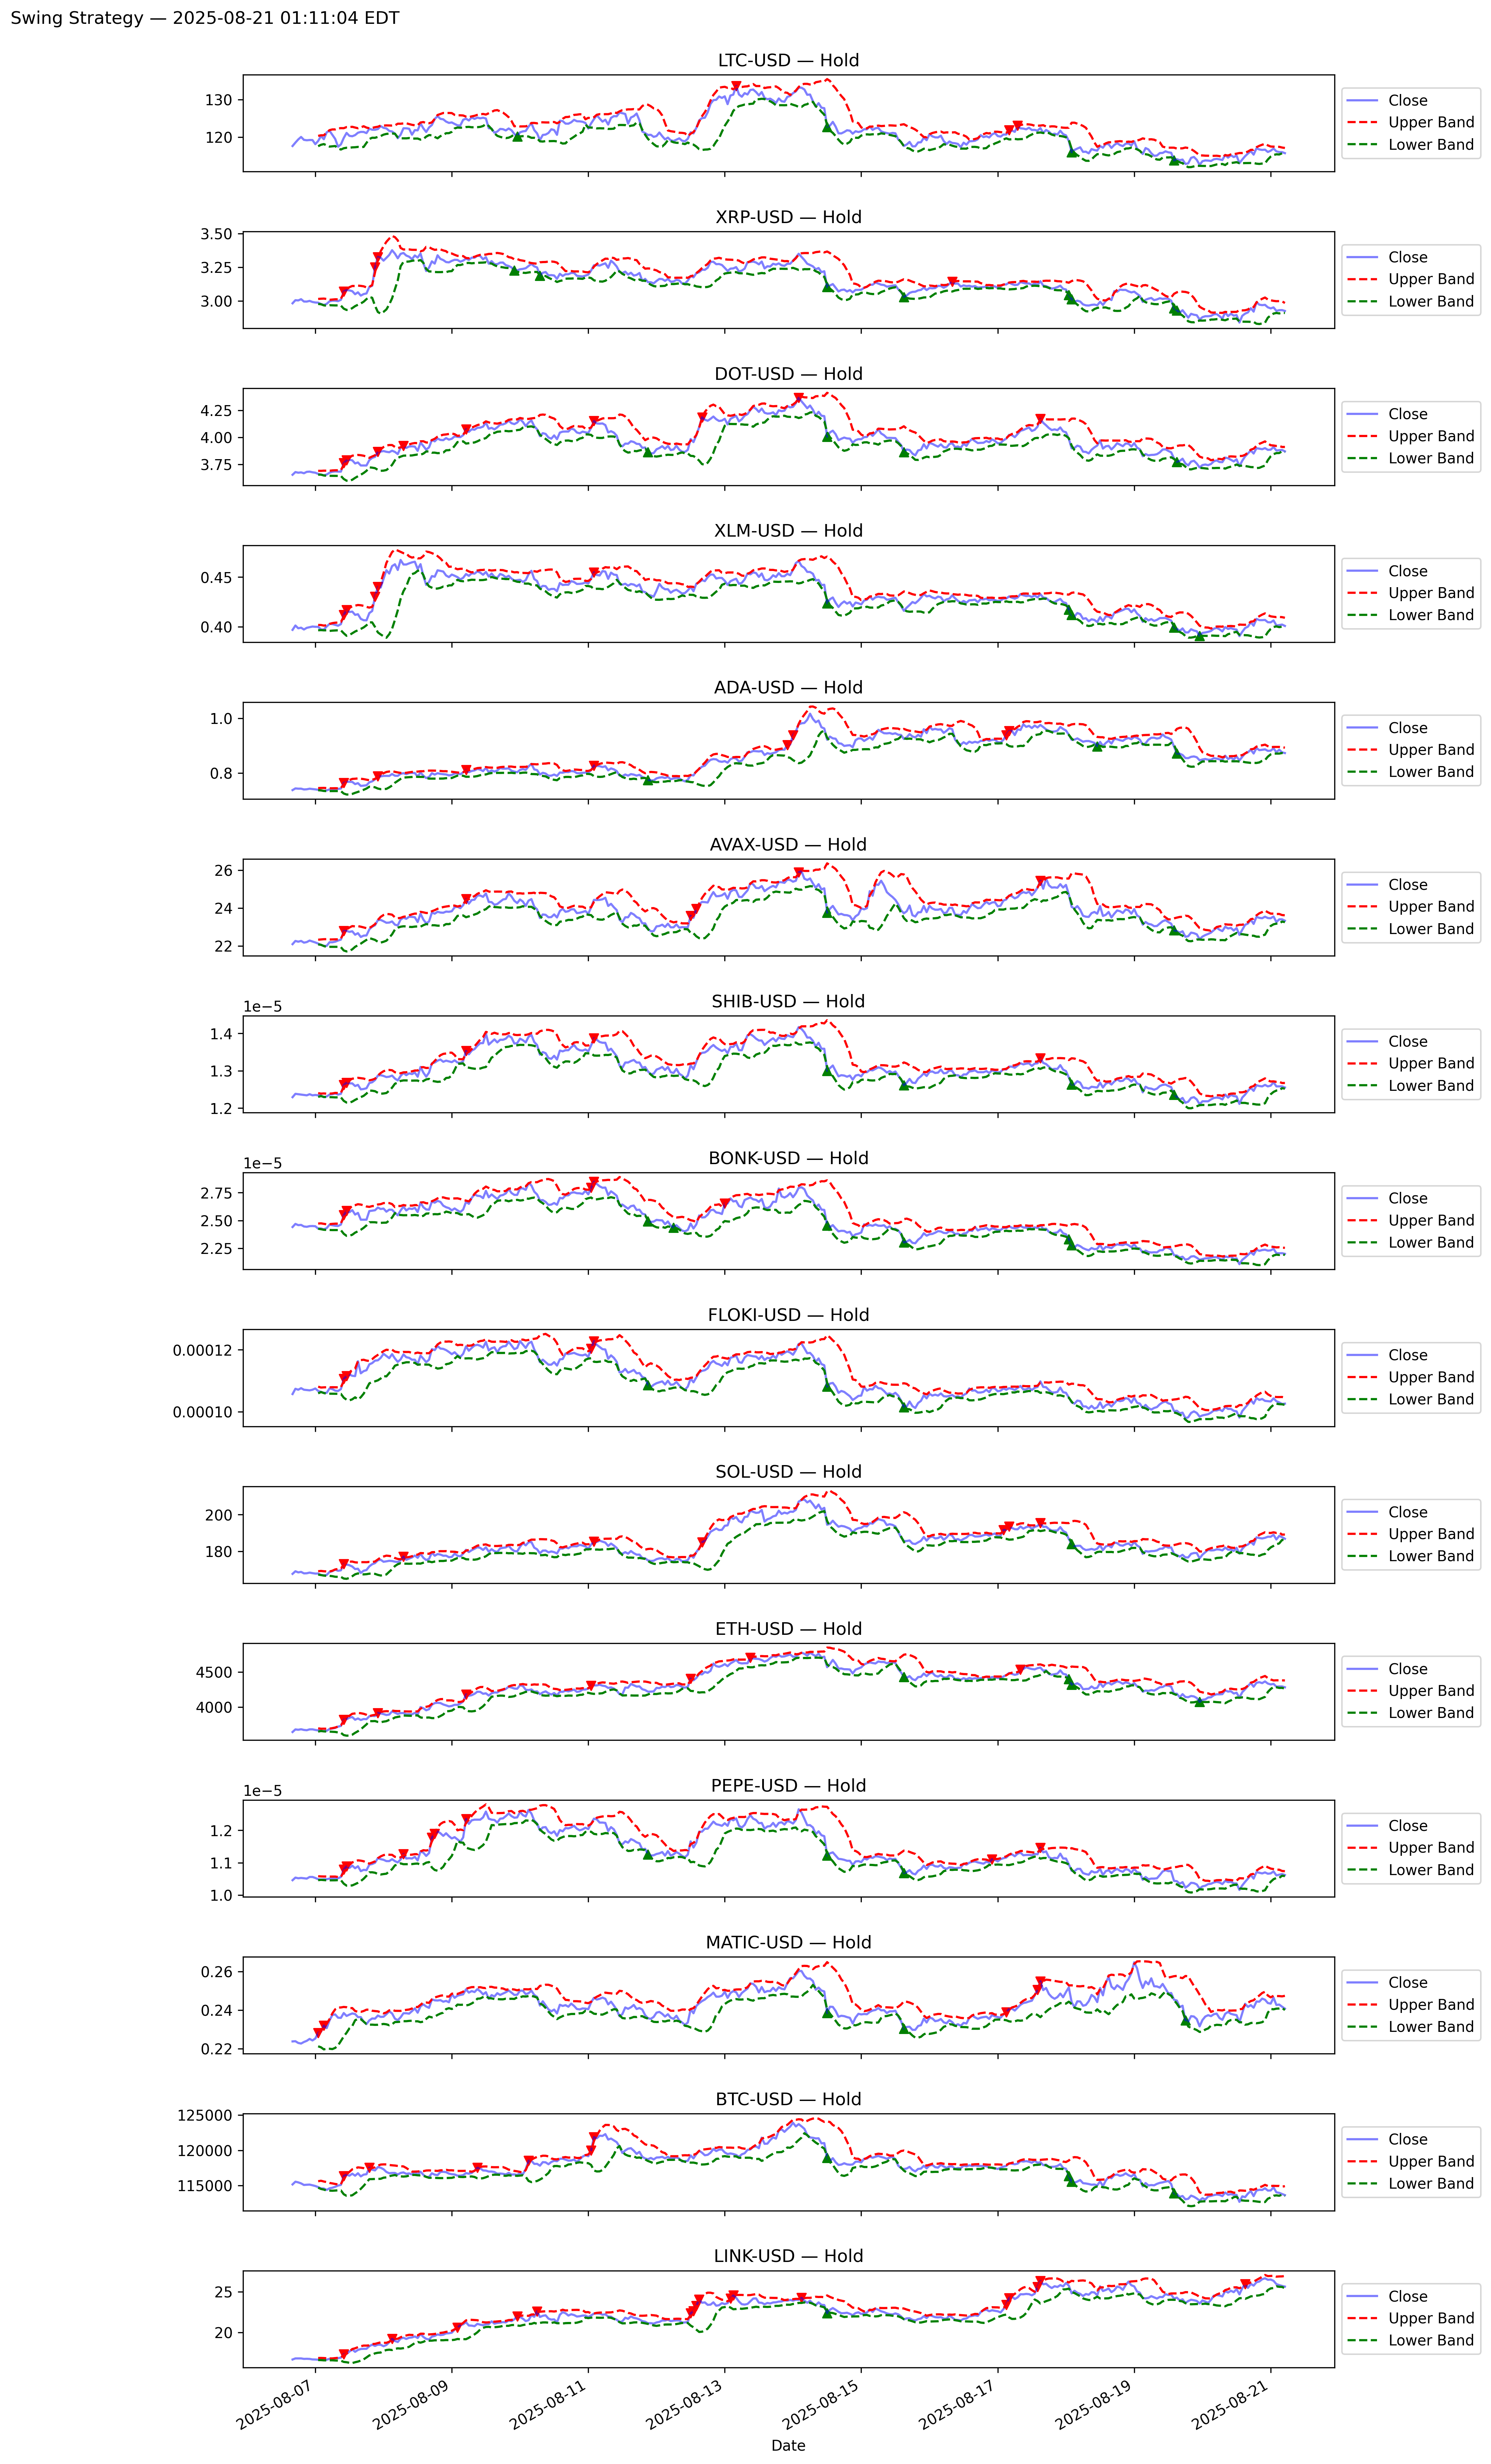 Swing Strategy — 2025-08-21 01:11:04 EDT
LTC-USD — Hold
130
120
Close
Upper Band
Lower Band
XRP-USD — Hold
3.50
3.25
3.00
Close
Upper Band
Lower Band
DOT-USD — Hold
4.25
4.00
3.75
Close
Upper Band
Lower Band
XLM-USD — Hold
0.45
0.40
Close
Upper Band
Lower Band
ADA-USD — Hold
1.0
0.8
Close
Upper Band
Lower Band
AVAX-USD — Hold
26
24
22
Close
Upper Band
Lower Band
SHIB-USD — Hold
1e−5
1.4
1.3
1.2
Close
Upper Band
Lower Band
BONK-USD — Hold
1e−5
2.75
2.50
2.25
Close
Upper Band
Lower Band
FLOKI-USD — Hold
0.00012
0.00010
Close
Upper Band
Lower Band
SOL-USD — Hold
200
180
Close
Upper Band
Lower Band
ETH-USD — Hold
4500
4000
Close
Upper Band
Lower Band
PEPE-USD — Hold
1e−5
1.2
1.1
1.0
Close
Upper Band
Lower Band
MATIC-USD — Hold
0.26
0.24
0.22
Close
Upper Band
Lower Band
BTC-USD — Hold
125000
120000
115000
Close
Upper Band
Lower Band
LINK-USD — Hold
25
20
Close
Upper Band
Lower Band
2025-08-07
2025-08-09
2025-08-11
2025-08-13
2025-08-15
2025-08-17
2025-08-19
2025-08-21
Date